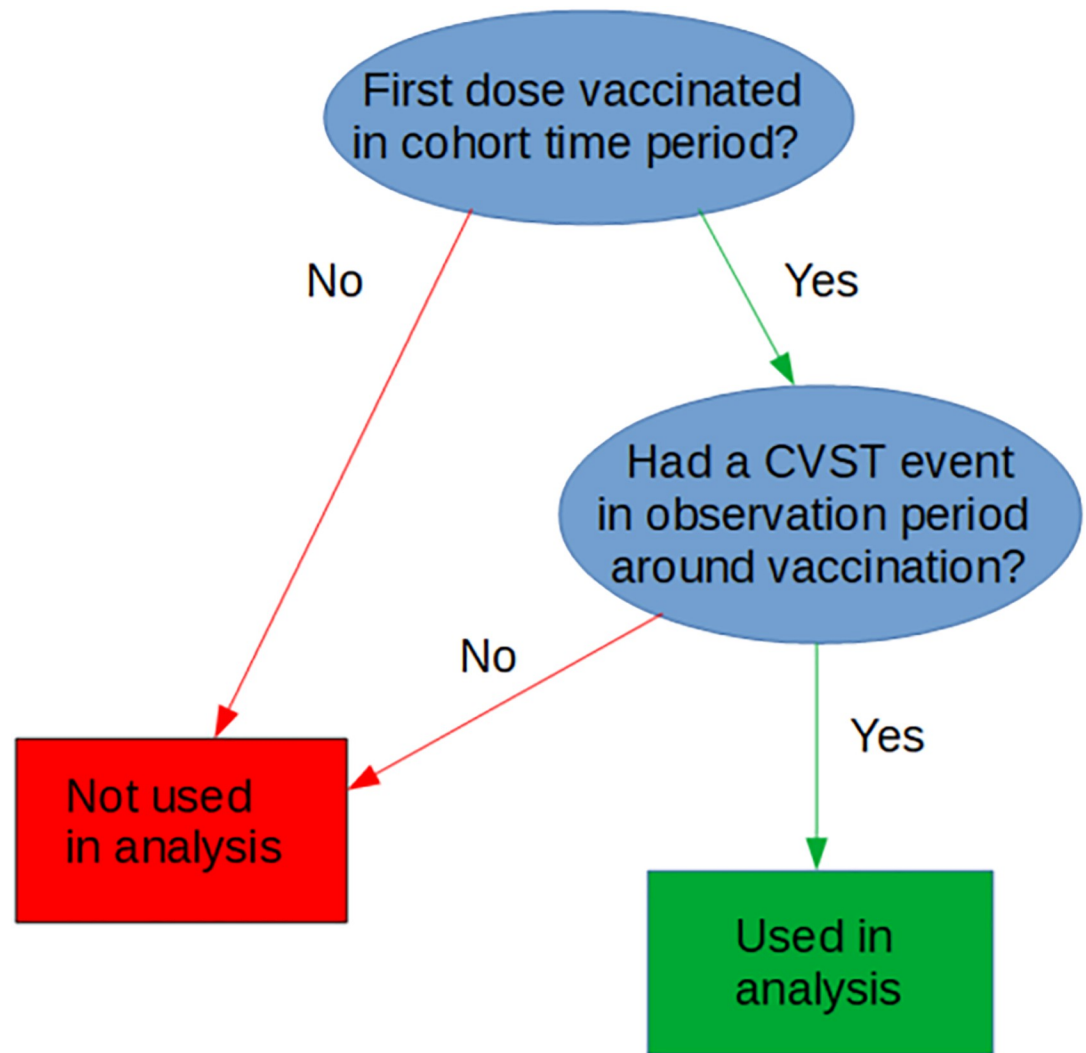 First dose vaccinated
in cohort time period?
No
Yes
Had a CVST event
in observation period
around vaccination?
No
Yes
Not used
in analysis
Used in
analysis